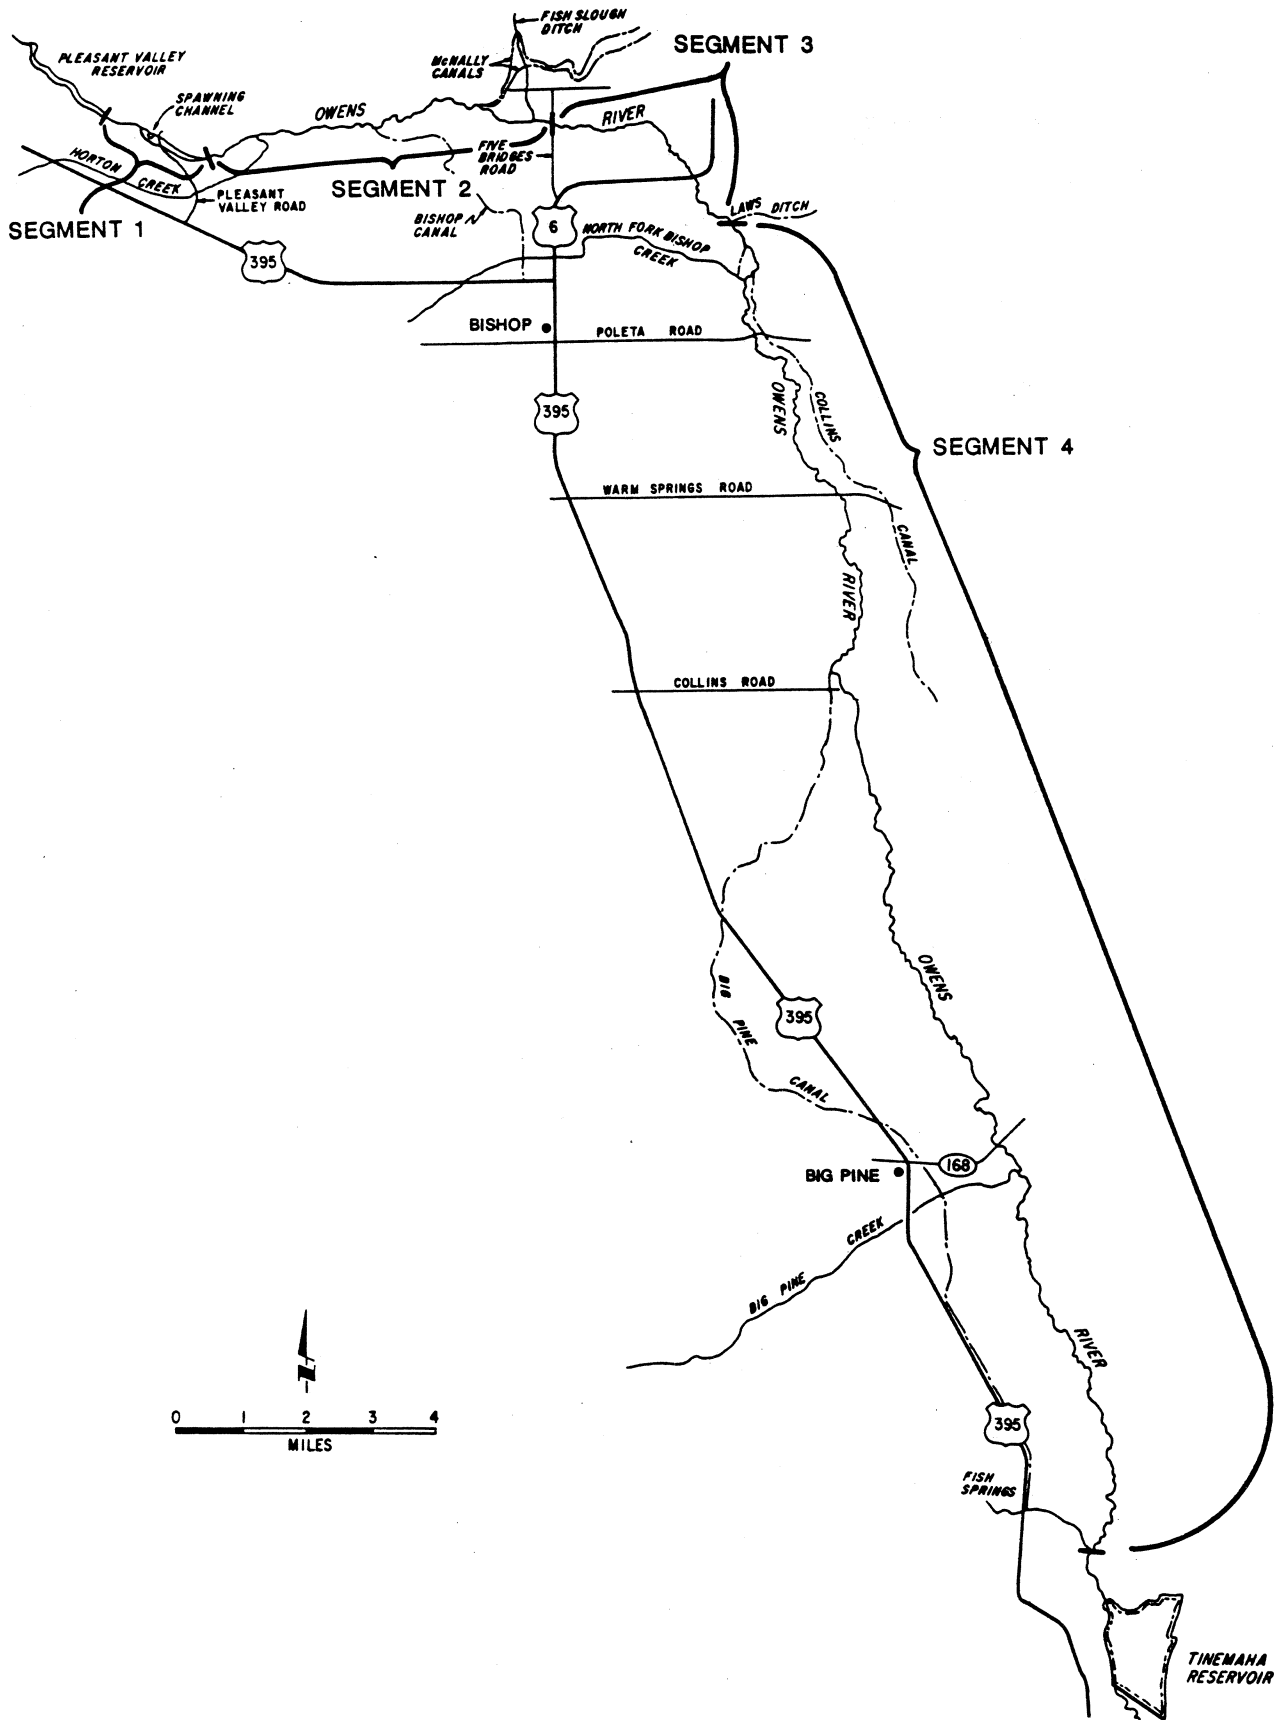 FISH SLOUGH
DITCH
SEGMENT 3
PLEASANT VALLEY
RESERVOIR
McNALLY
CANALS
SPAWNING
CHANNEL
OWENS
RIVER
FIVE
BRIDGES
ROAD
HORTON
CREEK
SEGMENT 2
PLEASANT
VALLEY ROAD
SEGMENT 1
BISHOP
CANAL
6
LAWS DITCH
NORTH FORK BISHOP
CREEK
395
BISHOP
POLETA ROAD
OWENS
COLLINS
395
SEGMENT 4
WARM SPRINGS ROAD
CANAL
RIVER
COLLINS ROAD
OWENS
BIG
PINE
395
CANAL
168
BIG PINE
CREEK
BIG PINE
RIVER
N
0 1 2 3 4
MILES
395
FISH
SPRINGS
TINEMAHA
RESERVOIR